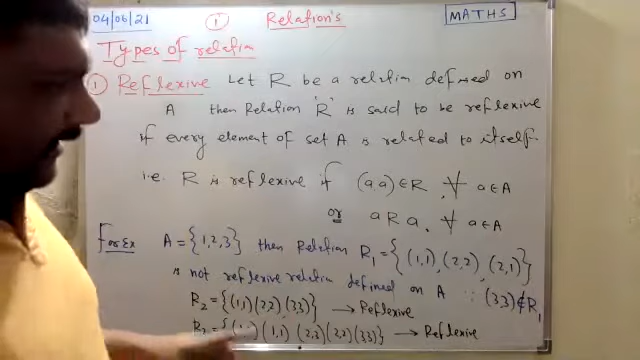 04/06/21 ① Relation's MATHS
Types of relation
① Reflexive Let R be a relation defined on
A then Relation 'R' is said to be reflexive
if every element of set A is related to itself.
i.e. R is reflexive if (a,a)∈R, ∀ a∈A
or a R a, ∀ a∈A
For Ex A={1,2,3} then Relation R₁={(1,1),(2,2),(2,1)}
is not reflexive relation defined on A ∵ (3,3)∉R₁
R₂={(1,1)(2,2)(3,3)} → Reflexive
(1,1) (2,3)(2,2)(3,3)} → Reflexive